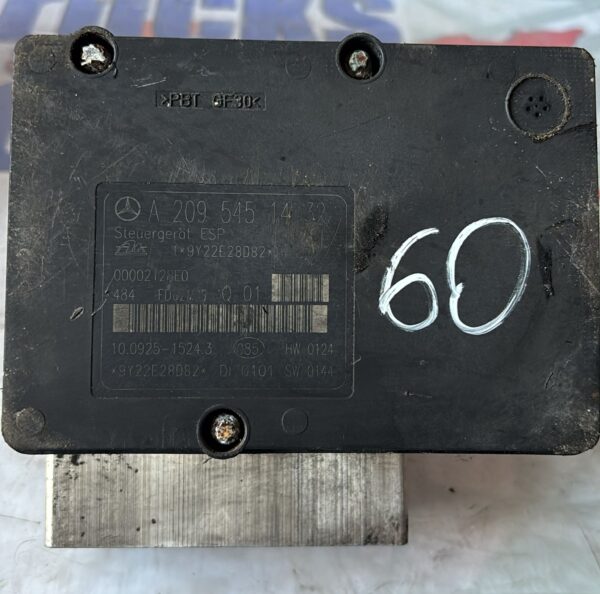 >PBT GF30<
A 209 545 14 32
Steuergerät ESP
1*9Y22E28D82*
484 Q 01
10.0925-1524.3 HW 0124
*9Y22E28D82* DI 0101 SW 0144
60